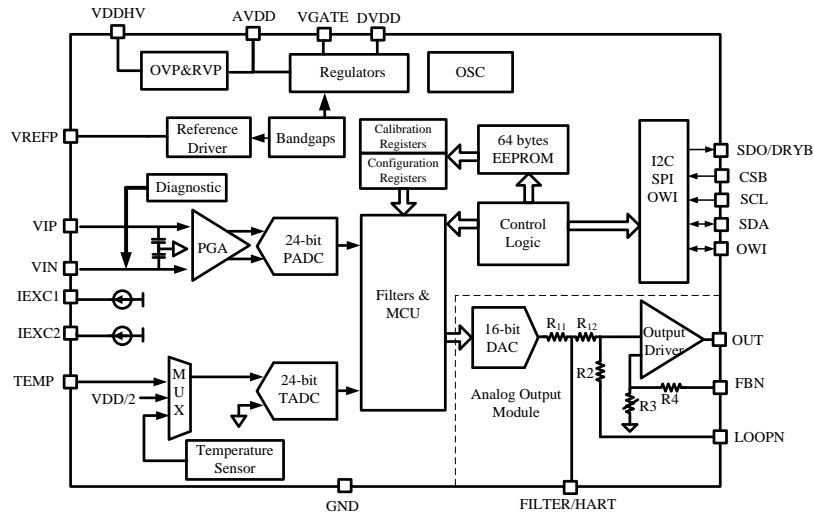 VDDHV
AVDD
VGATE
DVDD
OVP&RVP
Regulators
OSC
VREFP
Reference
Driver
Bandgaps
Calibration
Registers
Configuration
Registers
64 bytes
EEPROM
I2C
SPI
OWI
SDO/DRYB
CSB
SCL
SDA
OWI
Diagnostic
VIP
VIN
PGA
24-bit
PADC
Control
Logic
Filters &
MCU
IEXC1
IEXC2
16-bit
DAC
R11
R12
R2
Output
Driver
OUT
FBN
R4
R3
LOOPN
Analog Output
Module
TEMP
VDD/2
M
U
X
24-bit
TADC
Temperature
Sensor
GND
FILTER/HART